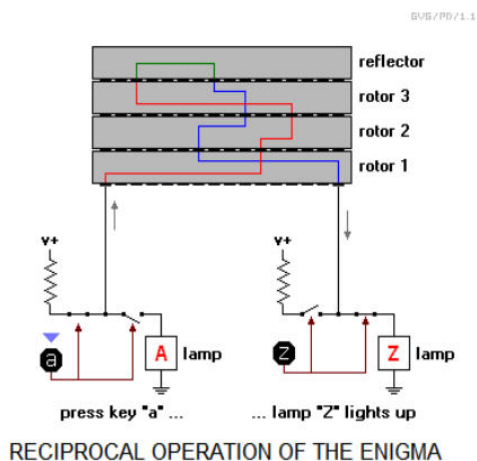 GVG/PD/1.1
reflector
rotor 3
rotor 2
rotor 1
v+
v+
a
A
lamp
z
Z
lamp
press key "a" ...
... lamp "Z" lights up
RECIPROCAL OPERATION OF THE ENIGMA